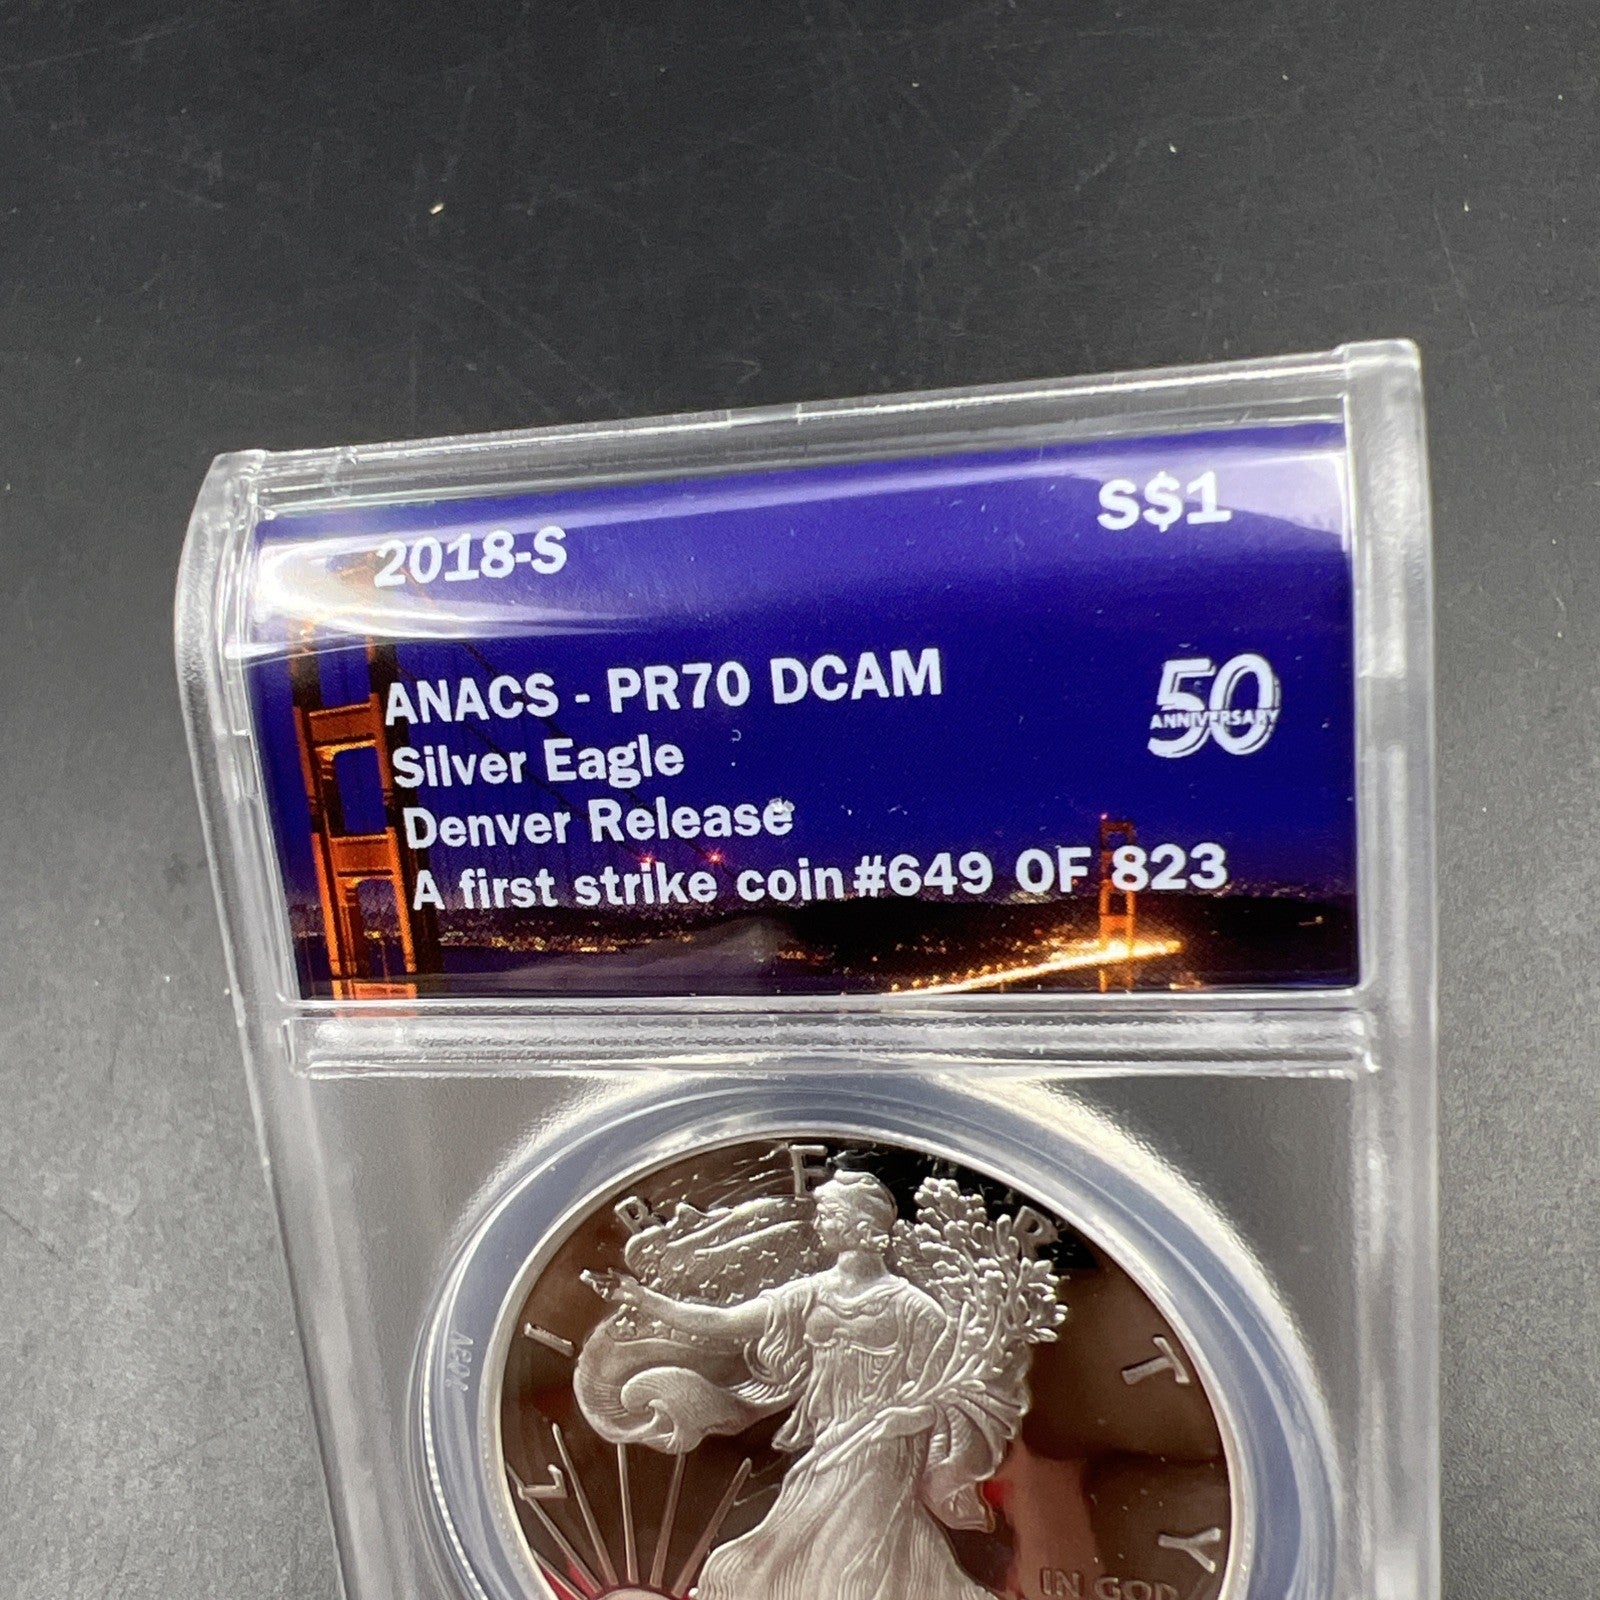 2018-S S$1
ANACS - PR70 DCAM
Silver Eagle
Denver Release
A first strike coin #649 OF 823
50
ANNIVERSARY
LIBERTY
IN GOD